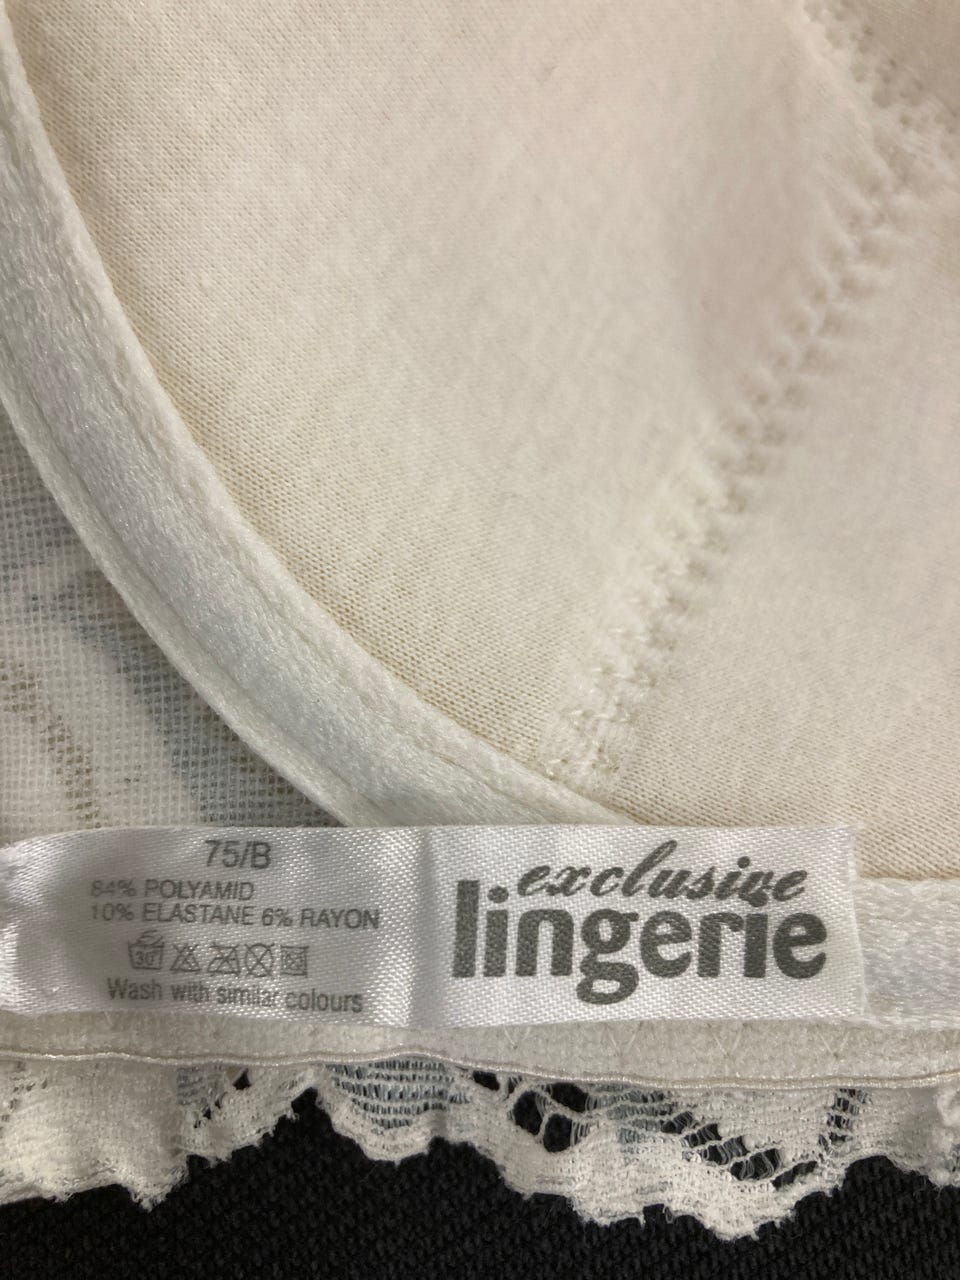 75/B
84% POLYAMID
10% ELASTANE 6% RAYON
30°
Wash with similar colours
exclusive
lingerie